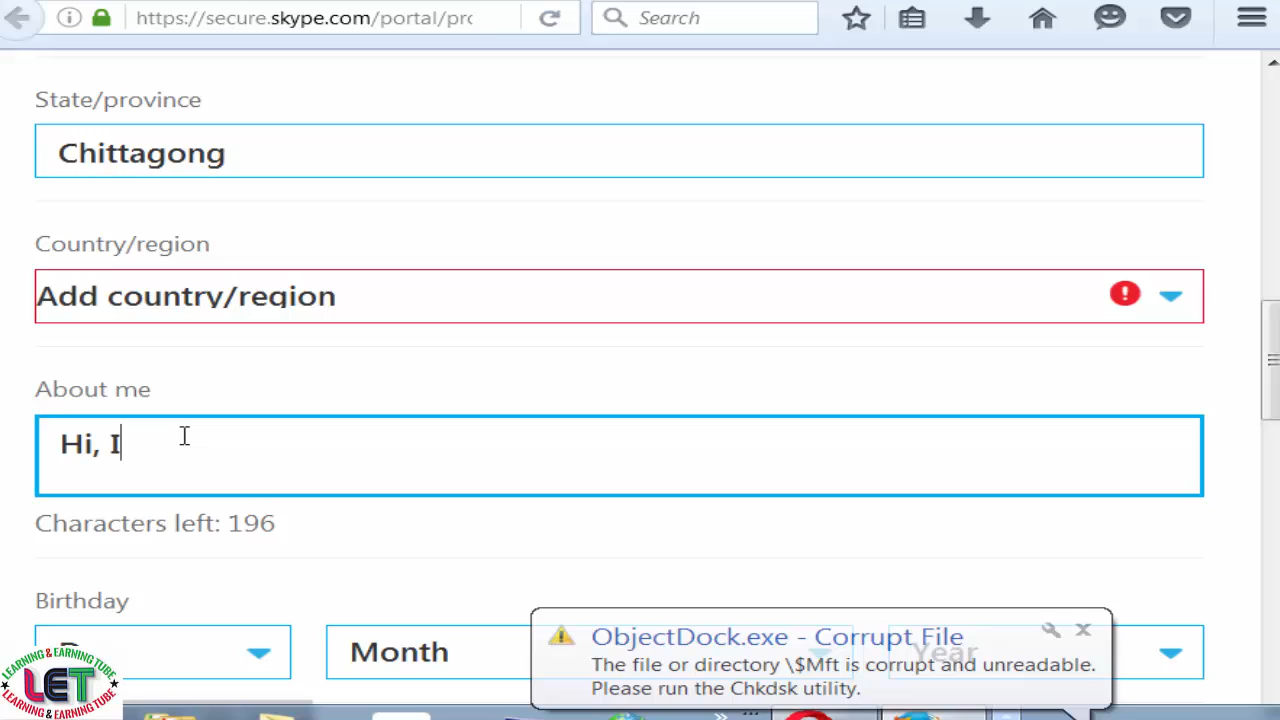 https://secure.skype.com/portal/pro
Search
State/province
Chittagong
Country/region
Add country/region
About me
Hi, I
Characters left: 196
Birthday
Month
Year
ObjectDock.exe - Corrupt File
The file or directory \$Mft is corrupt and unreadable.
Please run the Chkdsk utility.
LEARNING & EARNING TUBE
LET
LEARNING & EARNING TUBE